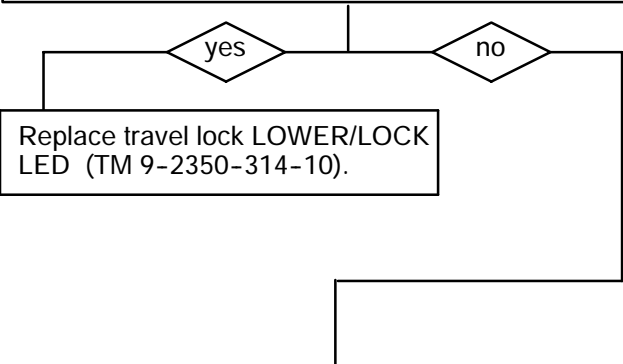 yes
no
Replace travel lock LOWER/LOCK
LED (TM 9-2350-314-10).